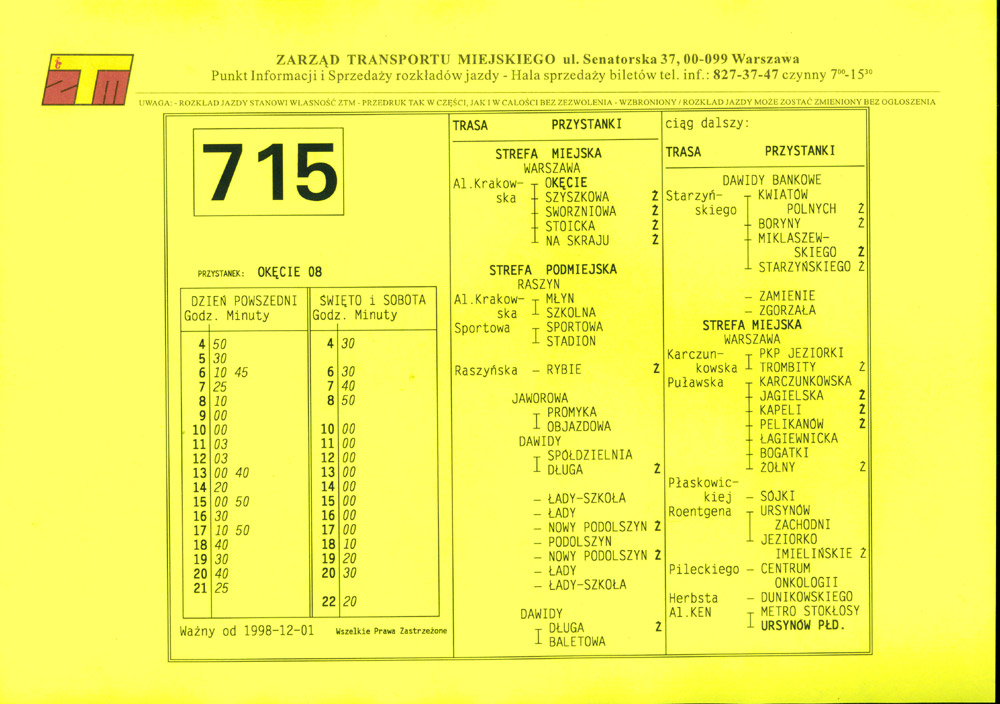 ZTM
ZARZĄD TRANSPORTU MIEJSKIEGO ul. Senatorska 37, 00-099 Warszawa
Punkt Informacji i Sprzedaży rozkładów jazdy - Hala sprzedaży biletów tel. inf.: 827-37-47 czynny 7⁰⁰-15³⁰
UWAGA: - ROZKŁAD JAZDY STANOWI WŁASNOŚĆ ZTM - PRZEDRUK TAK W CZĘŚCI, JAK I W CAŁOŚCI BEZ ZEZWOLENIA - WZBRONIONY / ROZKŁAD JAZDY MOŻE ZOSTAĆ ZMIENIONY BEZ OGŁOSZENIA
715
PRZYSTANEK: OKĘCIE 08
DZIEŃ POWSZEDNI
Godz. Minuty
4 50
5 30
6 10 45
7 25
8 10
9 00
10 00
11 03
12 03
13 00 40
14 20
15 00 50
16 30
17 10 50
18 40
19 30
20 40
21 25
ŚWIĘTO i SOBOTA
Godz. Minuty
4 30
6 30
7 40
8 50
10 00
11 00
12 00
13 00
14 00
15 00
16 00
17 00
18 10
19 20
20 30
22 20
Ważny od 1998-12-01 Wszelkie Prawa Zastrzeżone
TRASA PRZYSTANKI
STREFA MIEJSKA
WARSZAWA
Al.Krakow- OKĘCIE
ska SZYSZKOWA Ż
SWORZNIOWA Ż
STOICKA Ż
NA SKRAJU Ż
STREFA PODMIEJSKA
RASZYN
Al.Krakow- MŁYN
ska SZKOLNA
Sportowa SPORTOWA
STADION
Raszyńska - RYBIE Ż
JAWOROWA
PROMYKA
OBJAZDOWA
DAWIDY
SPÓŁDZIELNIA
DŁUGA Ż
- ŁADY-SZKOŁA
- ŁADY
- NOWY PODOLSZYN Ż
- PODOLSZYN
- NOWY PODOLSZYN Ż
- ŁADY
- ŁADY-SZKOŁA
DAWIDY
DŁUGA Ż
BALETOWA
ciąg dalszy:
TRASA PRZYSTANKI
DAWIDY BANKOWE
Starzyń- KWIATÓW
skiego POLNYCH Ż
BORYNY Ż
MIKLASZEW-
SKIEGO Ż
STARZYŃSKIEGO Ż
- ZAMIENIE
- ZGORZAŁA
STREFA MIEJSKA
WARSZAWA
Karczun- PKP JEZIORKI
kowska TROMBITY Ż
Puławska KARCZUNKOWSKA
JAGIELSKA Ż
KAPELI Ż
PELIKANÓW Ż
ŁAGIEWNICKA
BOGATKI
ŻOŁNY Ż
Płaskowic-
kiej - SÓJKI
Roentgena URSYNÓW
ZACHODNI
JEZIORKO
IMIELIŃSKIE Ż
Pileckiego - CENTRUM
ONKOLOGII
Herbsta - DUNIKOWSKIEGO
Al.KEN METRO STOKŁOSY
URSYNÓW PŁD.